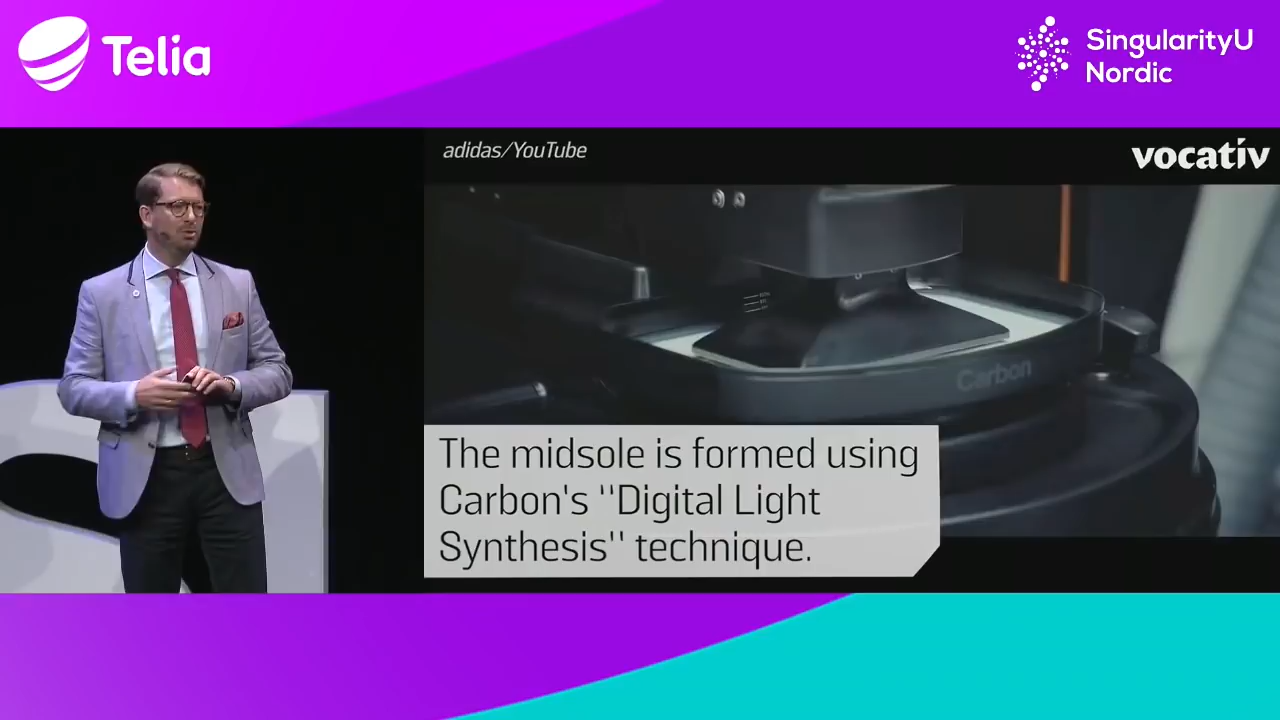 Telia
SingularityU
Nordic
adidas/YouTube
vocativ
Carbon
The midsole is formed using
Carbon's "Digital Light
Synthesis" technique.